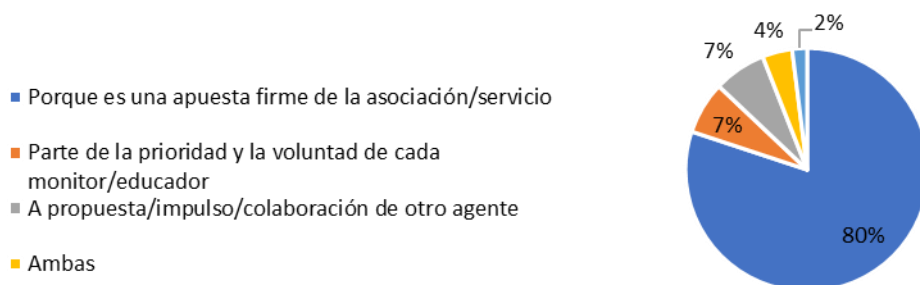 2%
4%
7%
Porque es una apuesta firme de la asociación/servicio
7%
Parte de la prioridad y la voluntad de cada
monitor/educador
A propuesta/impulso/colaboración de otro agente
80%
Ambas